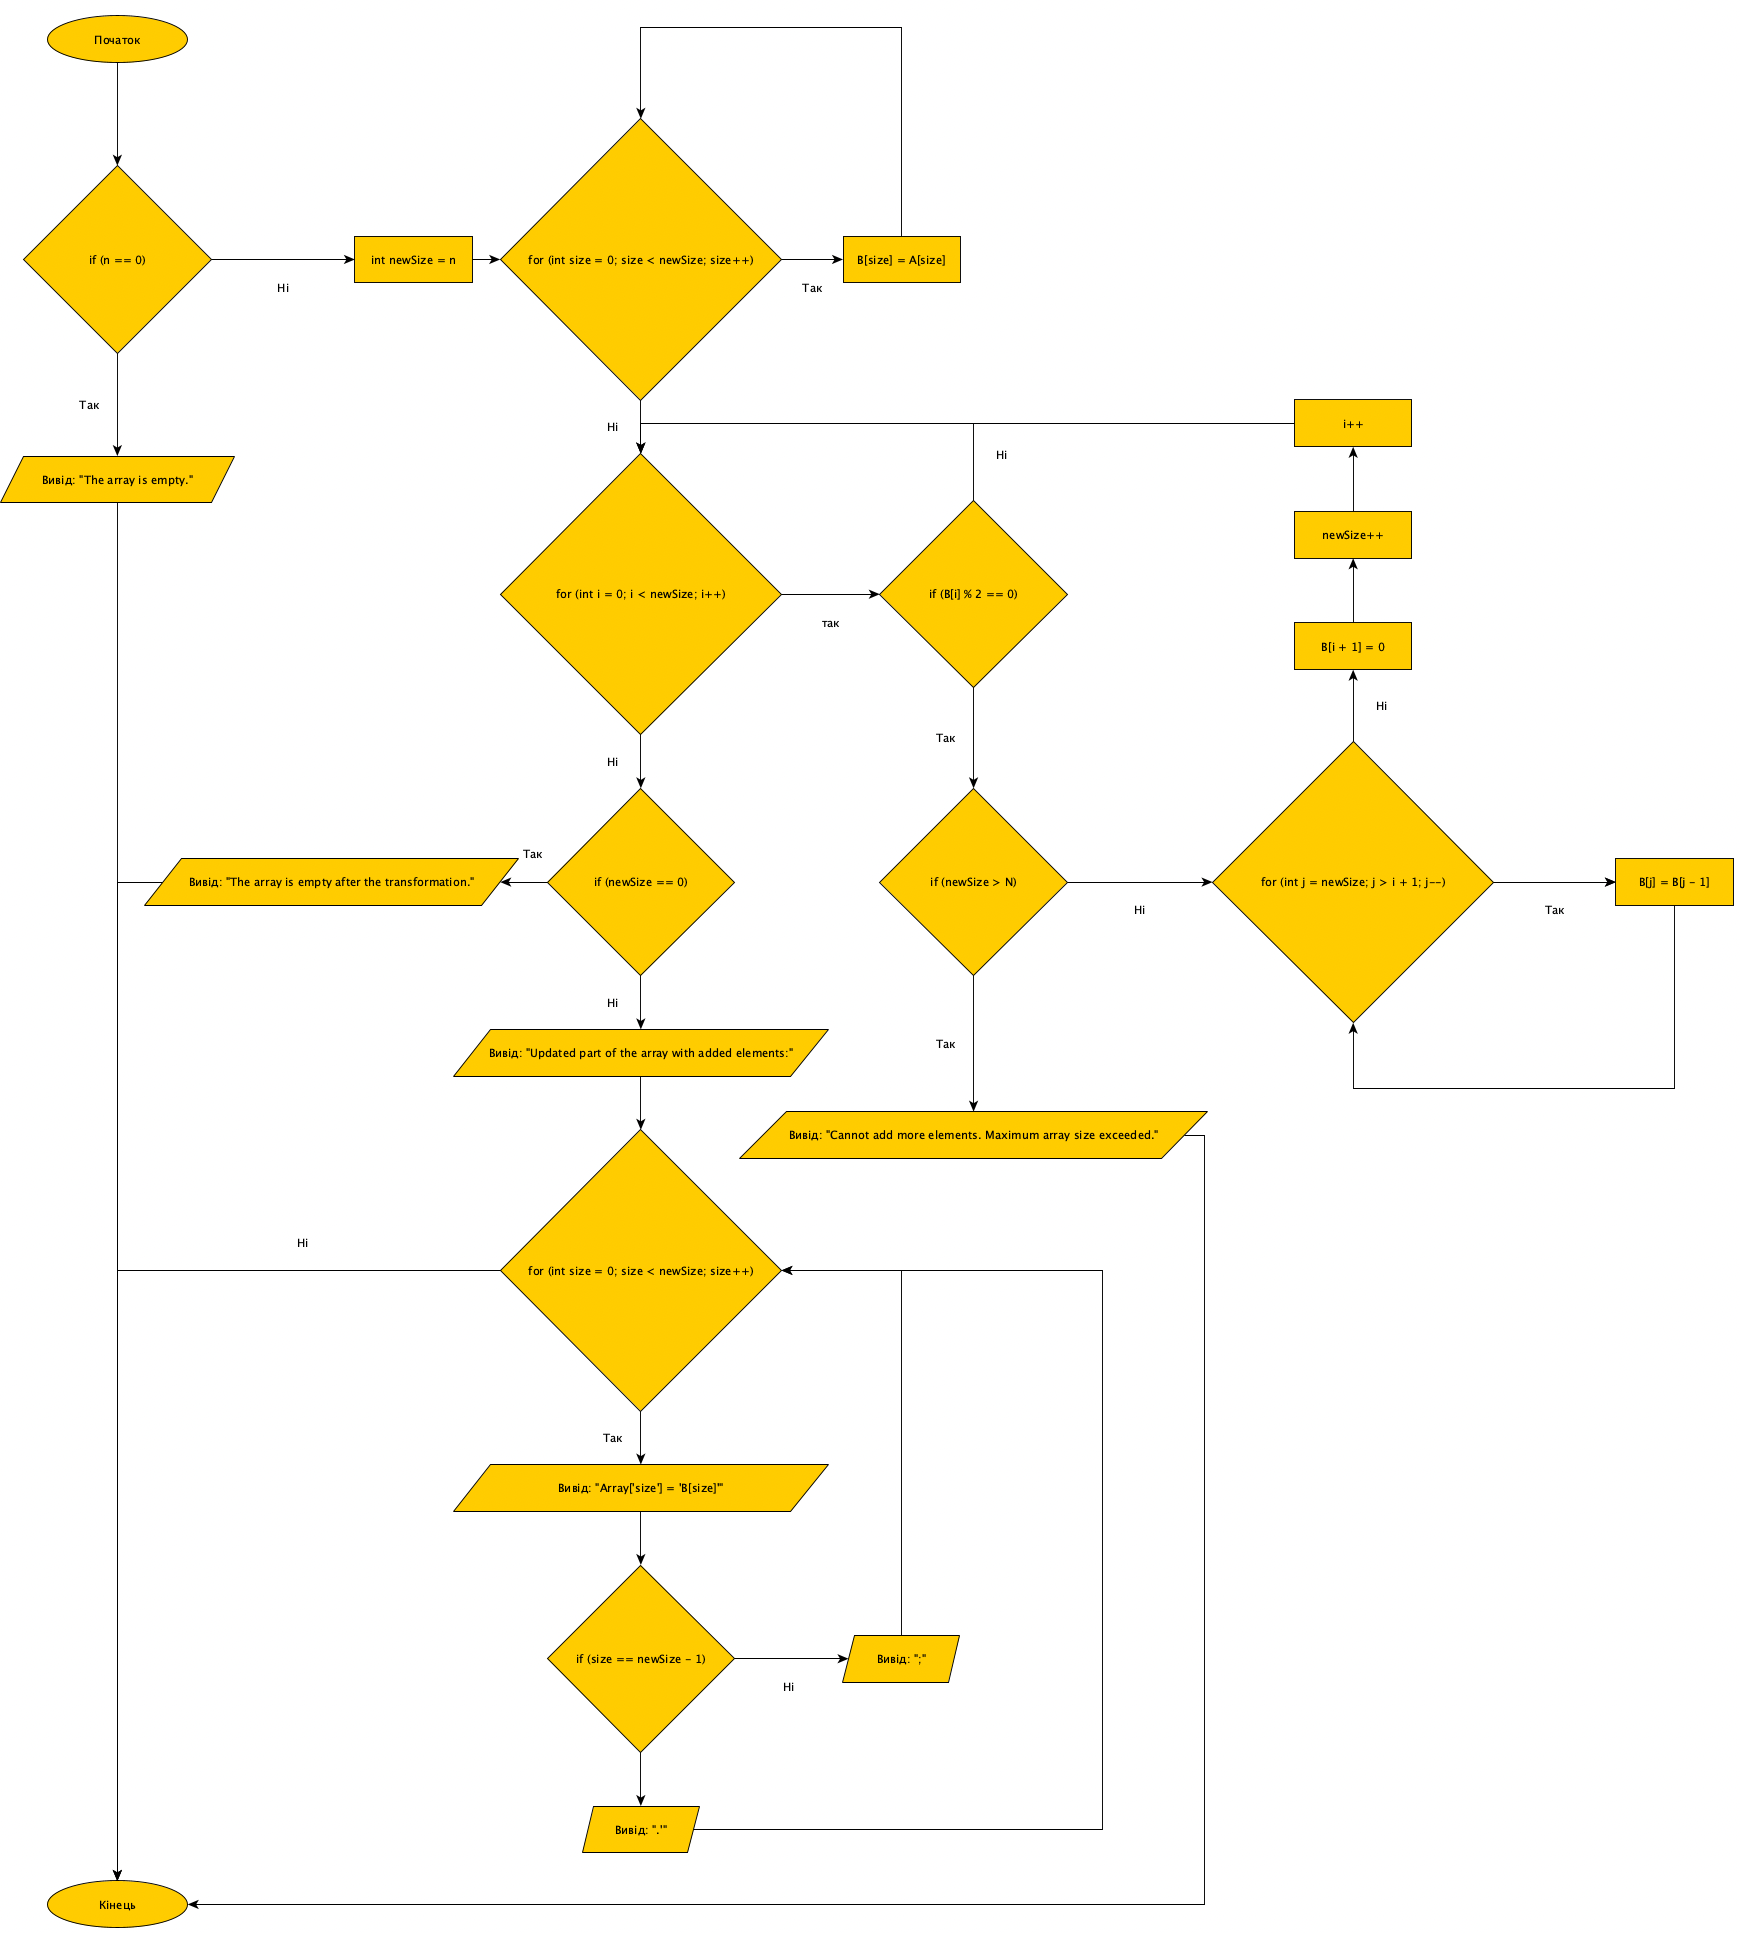 Початок
if (n == 0)
Ні
int newSize = n
for (int size = 0; size < newSize; size++)
Так
B[size] = A[size]
Так
Вивід: "The array is empty."
Ні
for (int i = 0; i < newSize; i++)
так
if (B[i] % 2 == 0)
Ні
i++
newSize++
B[i + 1] = 0
Ні
Ні
Так
if (newSize == 0)
Так
Вивід: "The array is empty after the transformation."
if (newSize > N)
Ні
for (int j = newSize; j > i + 1; j--)
Так
B[j] = B[j - 1]
Ні
Вивід: "Updated part of the array with added elements:"
Так
Вивід: "Cannot add more elements. Maximum array size exceeded."
Ні
for (int size = 0; size < newSize; size++)
Так
Вивід: "Array['size'] = 'B[size]'"
if (size == newSize - 1)
Ні
Вивід: ";"
Вивід: ".'"
Кінець